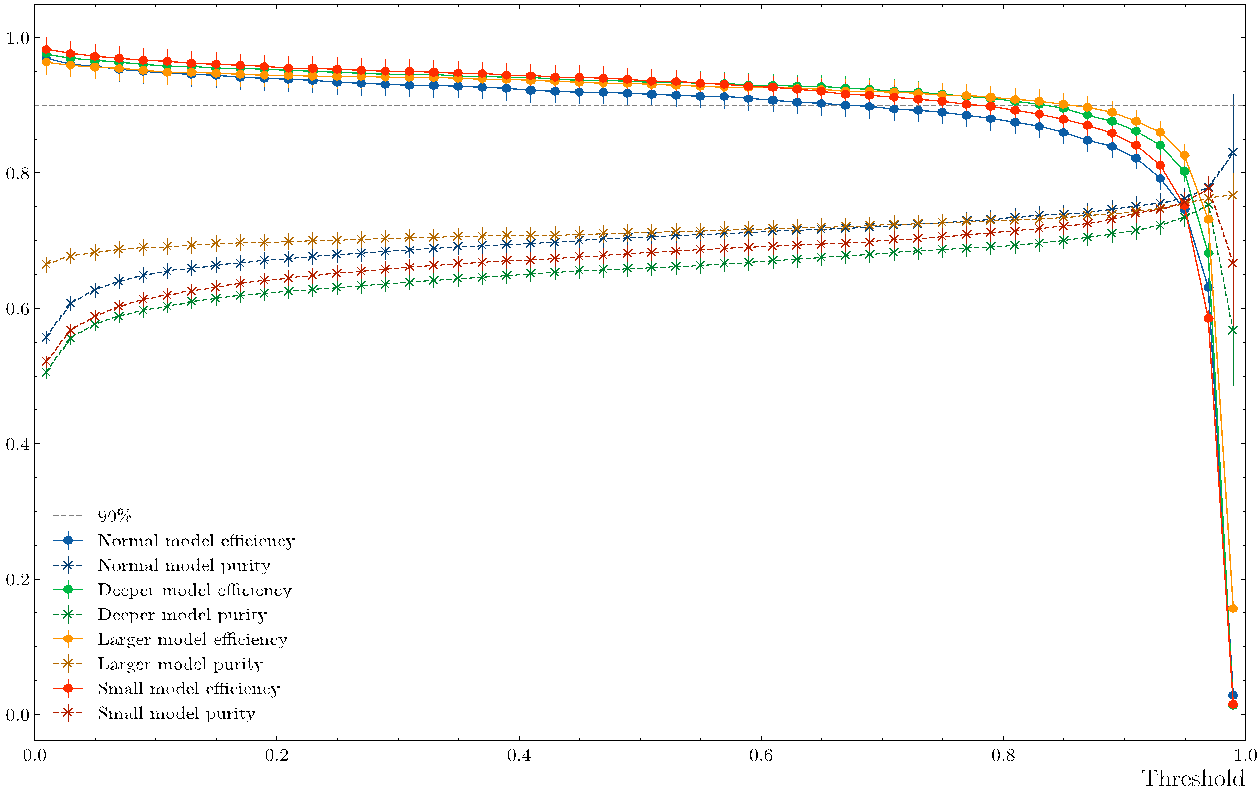 1.0
0.8
0.6
0.4
0.2
0.0
90%
Normal model efficiency
Normal model purity
Deeper model efficiency
Deeper model purity
Larger model efficiency
Larger model purity
Small model efficiency
Small model purity
0.0 0.2 0.4 0.6 0.8 1.0
Threshold